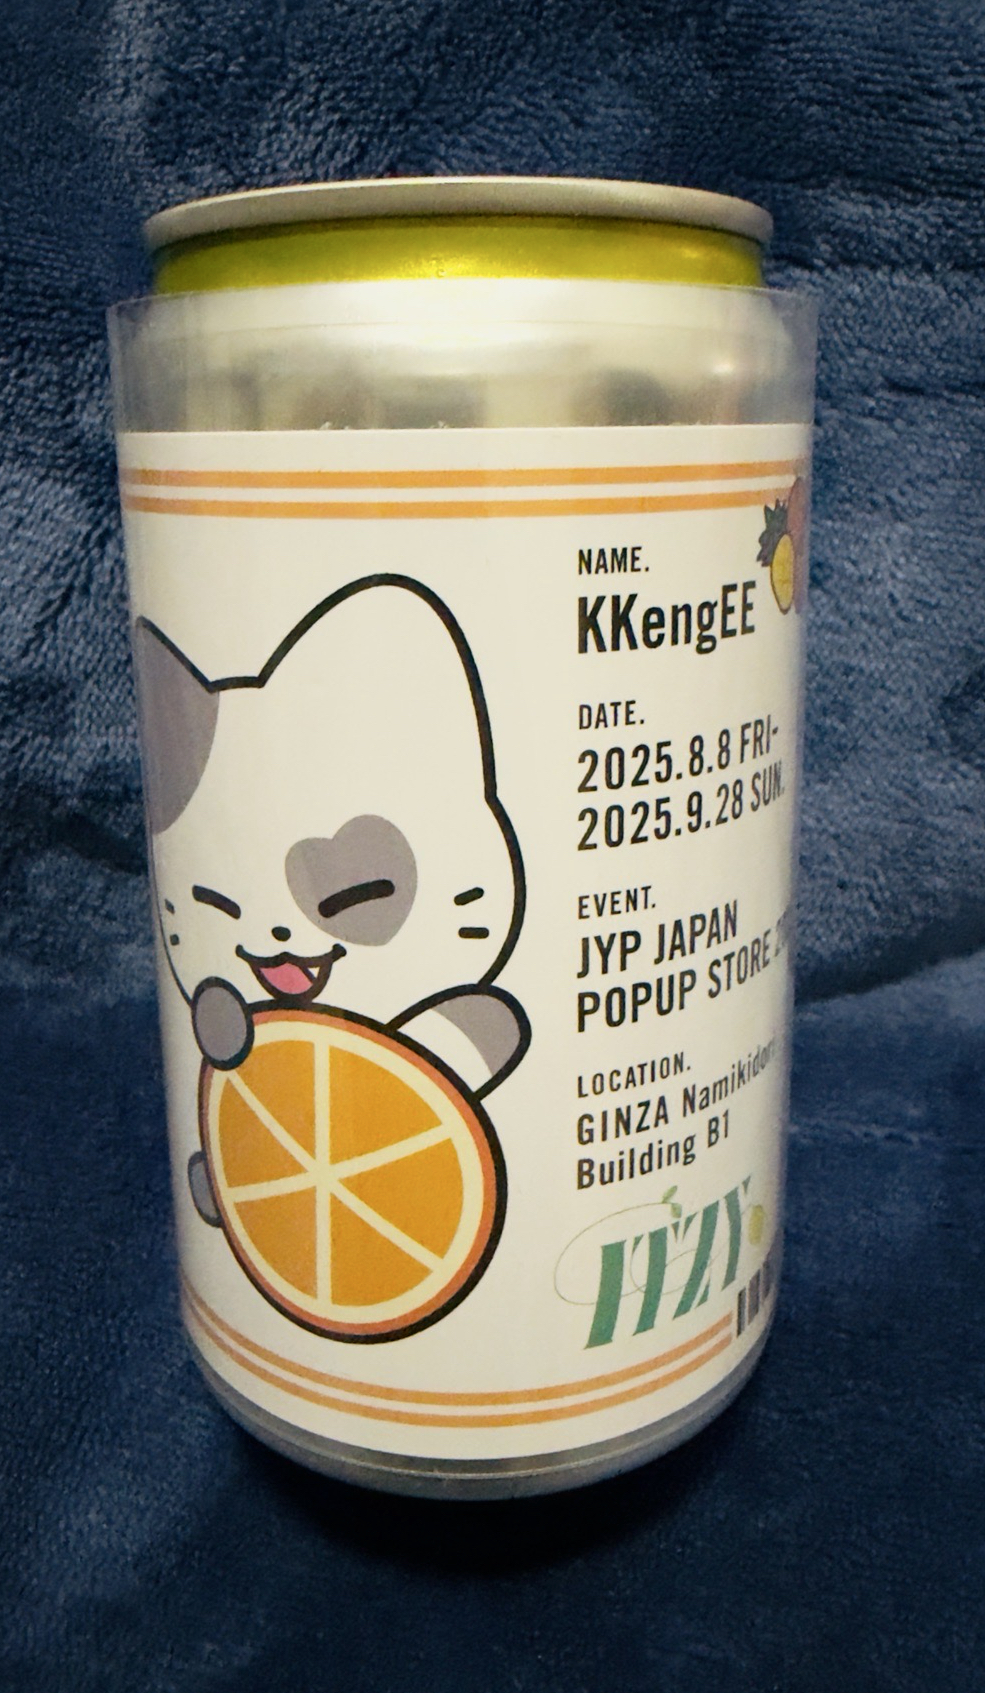 NAME.
KKengEE
DATE.
2025.8.8 FRI-
2025.9.28 SUN.
EVENT.
JYP JAPAN
POPUP STORE
LOCATION.
GINZA Namikidori
Building B1
ITZY